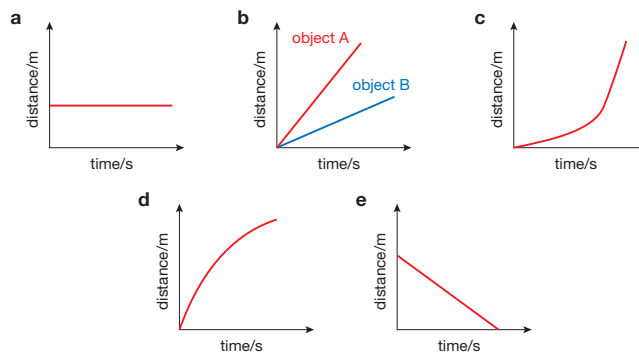 a
distance/m
time/s
b
object A
object B
distance/m
time/s
c
distance/m
time/s
d
distance/m
time/s
e
distance/m
time/s